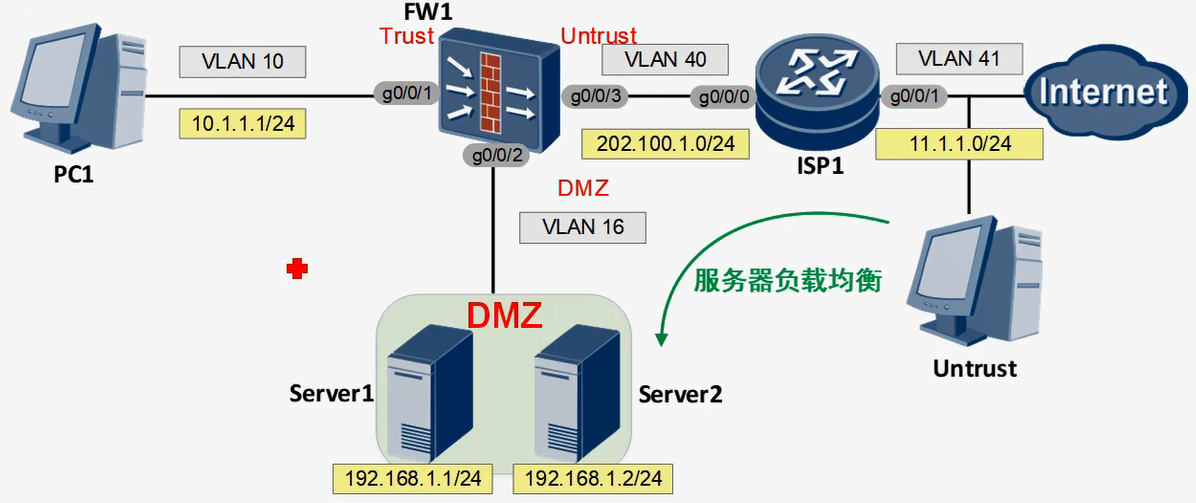 FW1
Trust
Untrust
VLAN 10
VLAN 40
VLAN 41
g0/0/1
g0/0/3
g0/0/0
g0/0/1
Internet
10.1.1.1/24
202.100.1.0/24
11.1.1.0/24
g0/0/2
PC1
ISP1
DMZ
VLAN 16
服务器负载均衡
DMZ
Untrust
Server1
Server2
192.168.1.1/24
192.168.1.2/24